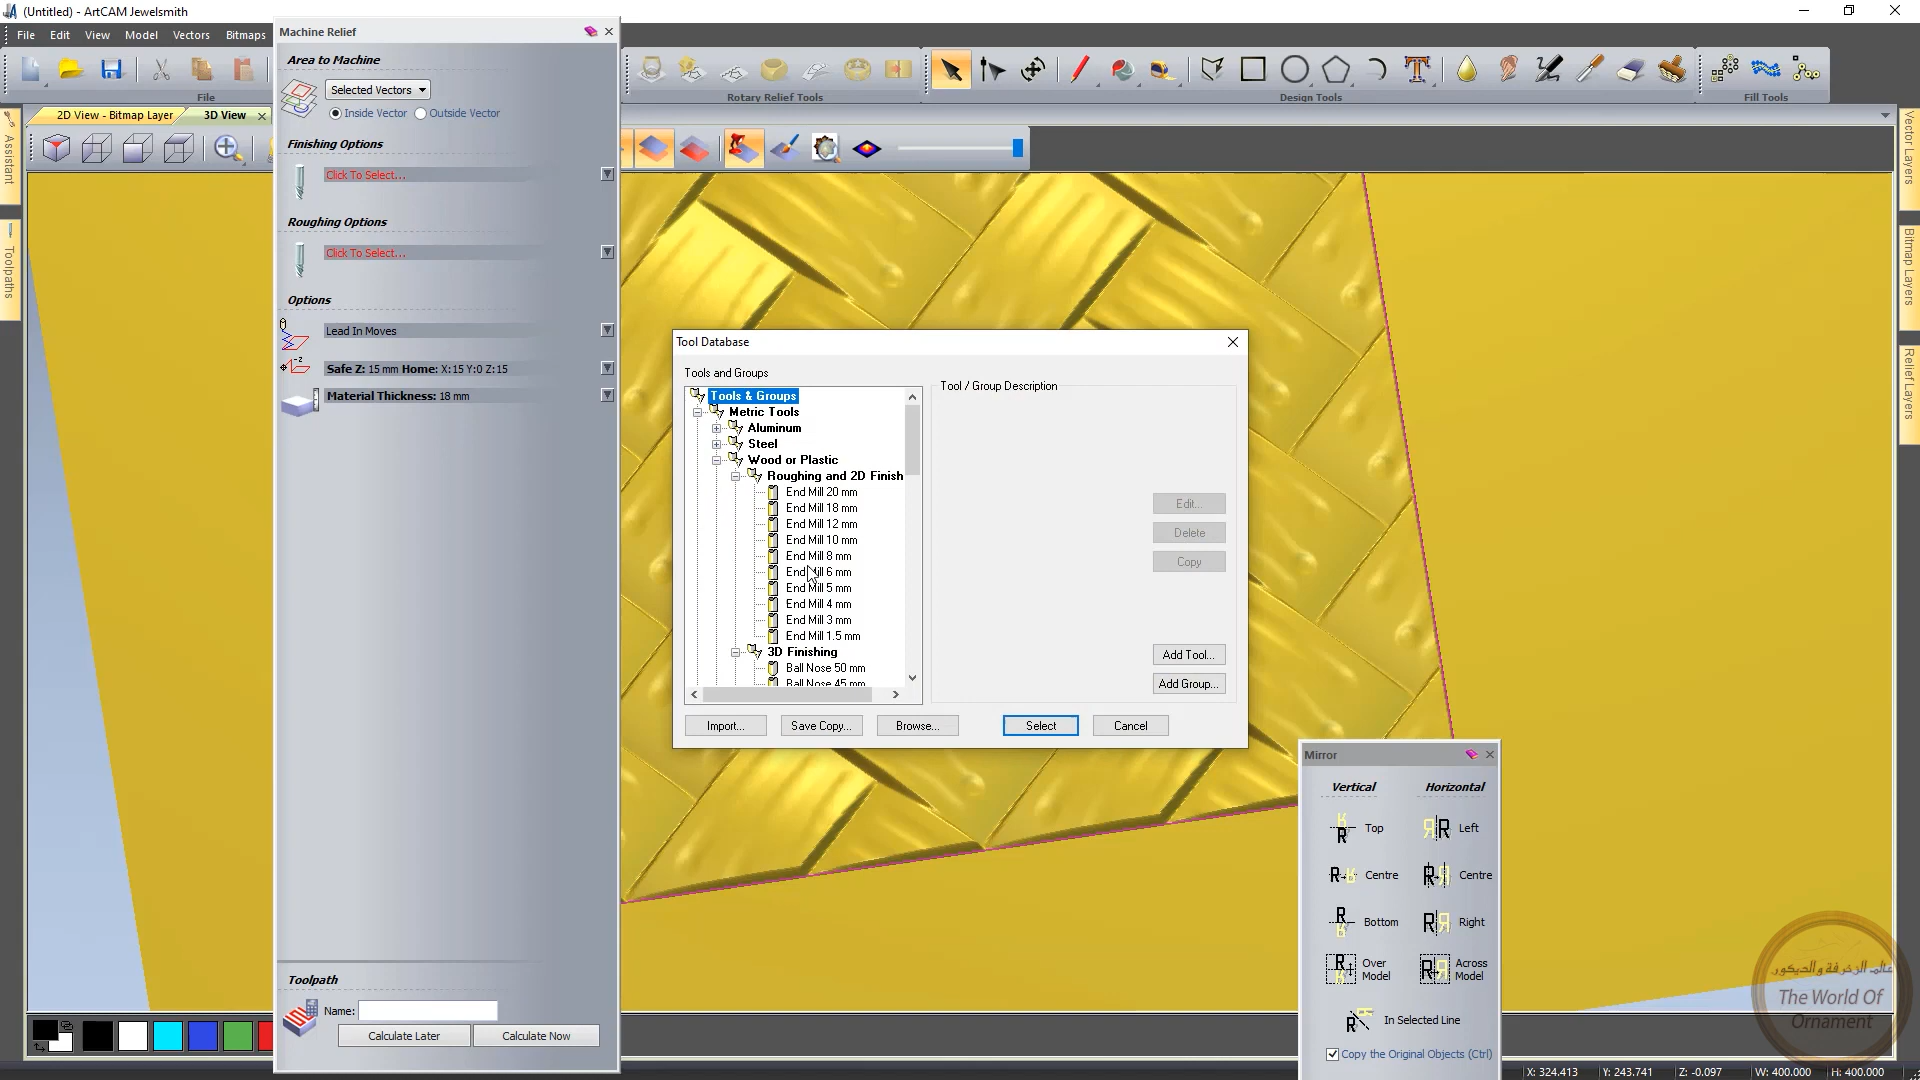 (Untitled) - ArtCAM Jewelsmith
File Edit View Model Vectors Bitmaps
Machine Relief
File
Rotary Relief Tools
Design Tools
Fill Tools
2D View - Bitmap Layer
3D View
Assistant
Toolpaths
Vector Layers
Bitmap Layers
Relief Layers
Area to Machine
Selected Vectors
Inside Vector Outside Vector
Finishing Options
Click To Select...
Roughing Options
Click To Select...
Options
Lead In Moves
Safe Z: 15 mm Home: X:15 Y:0 Z:15
Material Thickness: 18 mm
Toolpath
Name:
Calculate Later Calculate Now
Tool Database
Tools and Groups
Tools & Groups
Metric Tools
Aluminum
Steel
Wood or Plastic
Roughing and 2D Finish
End Mill 20 mm
End Mill 18 mm
End Mill 12 mm
End Mill 10 mm
End Mill 8 mm
End Mill 6 mm
End Mill 5 mm
End Mill 4 mm
End Mill 3 mm
End Mill 1.5 mm
3D Finishing
Ball Nose 50 mm
Ball Nose 45 mm
Tool / Group Description
Edit...
Delete
Copy
Add Tool...
Add Group...
Import... Save Copy... Browse... Select Cancel
Mirror
Vertical Horizontal
Top Left
Centre Centre
Bottom Right
Over Model Across Model
In Selected Line
Copy the Original Objects (Ctrl)
عالم الزخرفة والديكور
The World Of
Ornament
X: 324.413 Y: 243.741 Z: -0.097 W: 400.000 H: 400.000